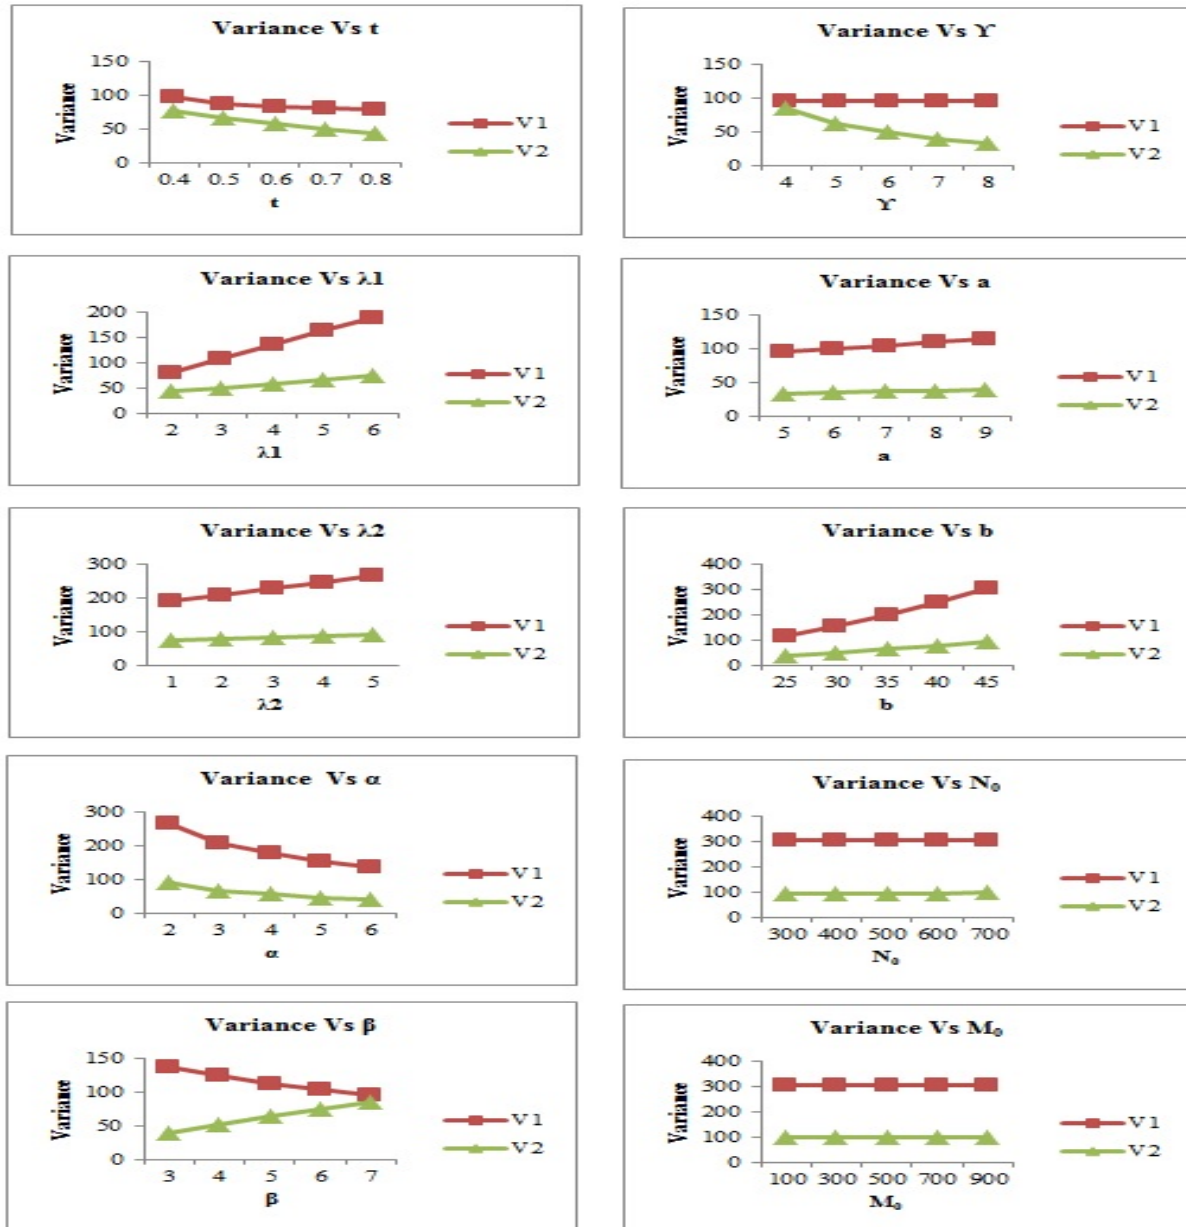 Variance Vs t
150
100
50
0
Variance
0.4 0.5 0.6 0.7 0.8
t
V1
V2
Variance Vs ϒ
150
100
50
0
Variance
4 5 6 7 8
ϒ
V1
V2
Variance Vs λ1
200
150
100
50
0
Variance
2 3 4 5 6
λ1
V1
V2
Variance Vs a
150
100
50
0
Variance
5 6 7 8 9
a
V1
V2
Variance Vs λ2
300
200
100
0
Variance
1 2 3 4 5
λ2
V1
V2
Variance Vs b
400
300
200
100
0
Variance
25 30 35 40 45
b
V1
V2
Variance Vs α
300
200
100
0
Variance
2 3 4 5 6
α
V1
V2
Variance Vs N₀
400
300
200
100
0
Variance
300 400 500 600 700
N₀
V1
V2
Variance Vs β
150
100
50
0
Variance
3 4 5 6 7
β
V1
V2
Variance Vs M₀
400
300
200
100
0
Variance
100 300 500 700 900
M₀
V1
V2